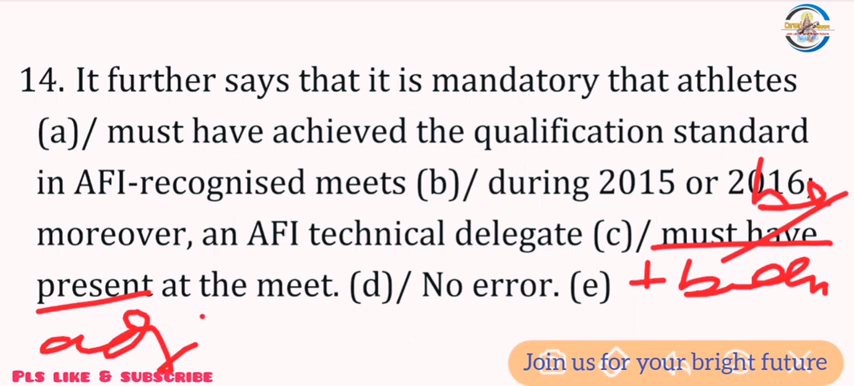 14. It further says that it is mandatory that athletes
(a)/ must have achieved the qualification standard
in AFI-recognised meets (b)/ during 2015 or 2016;
be
moreover, an AFI technical delegate (c)/ must have
present at the meet. (d)/ No error. (e)
+ been
adj
PLS LIKE & SUBSCRIBE
Join us for your bright future